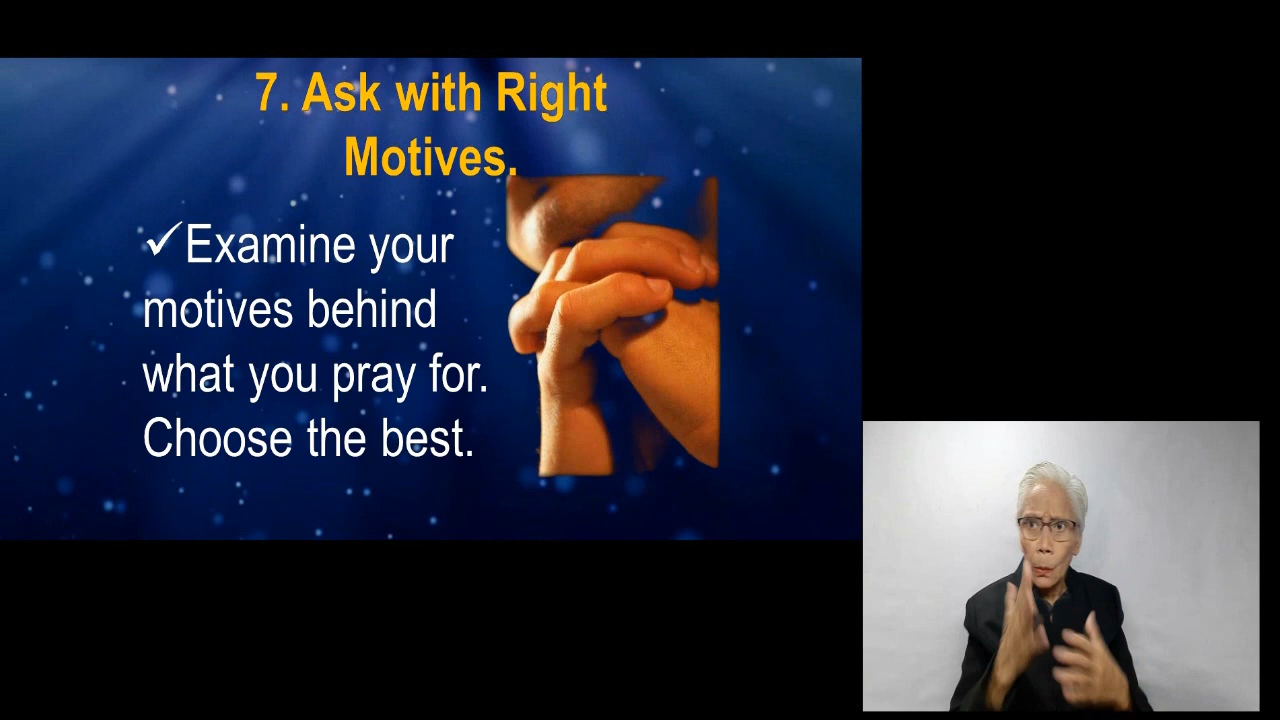 7. Ask with Right
Motives.
✓Examine your
motives behind
what you pray for.
Choose the best.